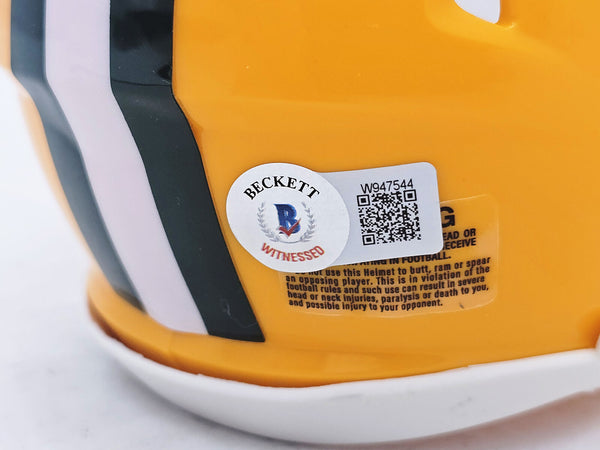 BECKETT
B
WITNESSED
W947544
G
EAD OR
ECEIVE
IN FOOTBALL.
not use this Helmet to butt, ram or spear
an opposing player. This is in violation of the
football rules and such use can result in severe
head or neck injuries, paralysis or death to you,
and possible injury to your opponent.